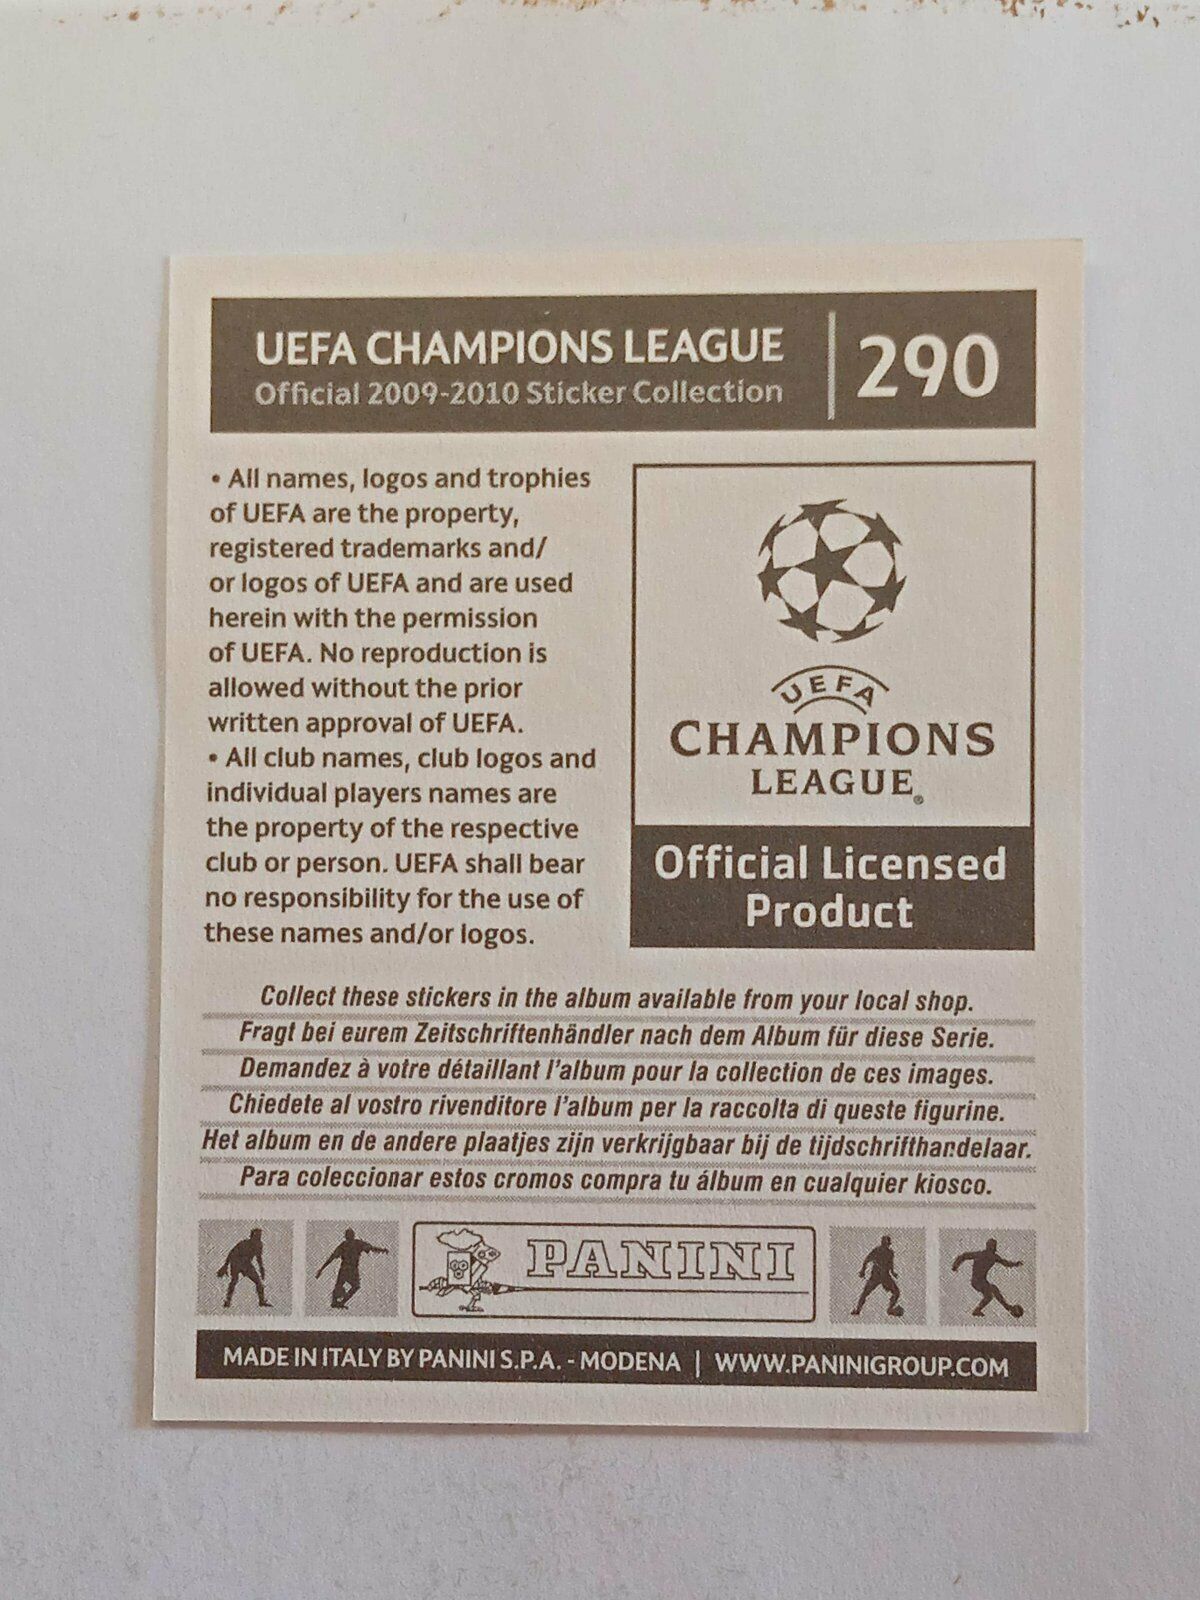 UEFA CHAMPIONS LEAGUE
Official 2009-2010 Sticker Collection
290
• All names, logos and trophies
of UEFA are the property,
registered trademarks and/
or logos of UEFA and are used
herein with the permission
of UEFA. No reproduction is
allowed without the prior
written approval of UEFA.
• All club names, club logos and
individual players names are
the property of the respective
club or person. UEFA shall bear
no responsibility for the use of
these names and/or logos.
UEFA
CHAMPIONS
LEAGUE®
Official Licensed
Product
Collect these stickers in the album available from your local shop.
Fragt bei eurem Zeitschriftenhändler nach dem Album für diese Serie.
Demandez à votre détaillant l'album pour la collection de ces images.
Chiedete al vostro rivenditore l'album per la raccolta di queste figurine.
Het album en de andere plaatjes zijn verkrijgbaar bij de tijdschrifthandelaar.
Para coleccionar estos cromos compra tu álbum en cualquier kiosco.
PANINI
MADE IN ITALY BY PANINI S.P.A. - MODENA | WWW.PANINIGROUP.COM